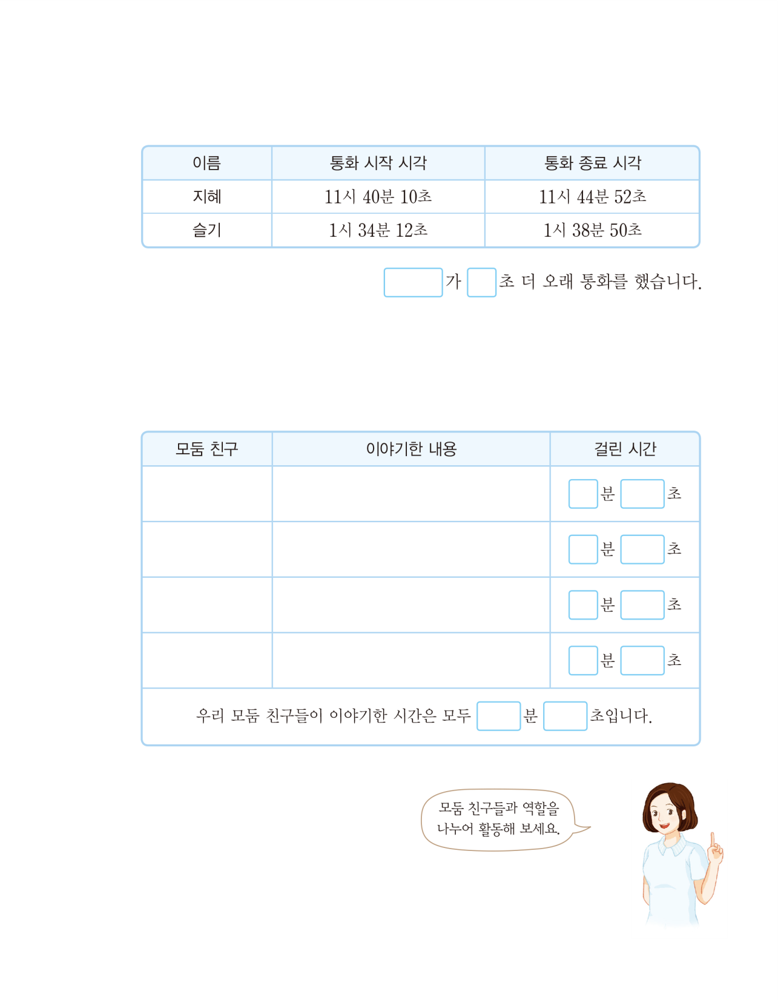 이름 통화 시작 시각 통화 종료 시각
지혜 11시 40분 10초 11시 44분 52초
슬기 1시 34분 12초 1시 38분 50초
가 초 더 오래 통화를 했습니다.
모둠 친구 이야기한 내용 걸린 시간
분 초
분 초
분 초
분 초
우리 모둠 친구들이 이야기한 시간은 모두 분 초입니다.
모둠 친구들과 역할을
나누어 활동해 보세요.